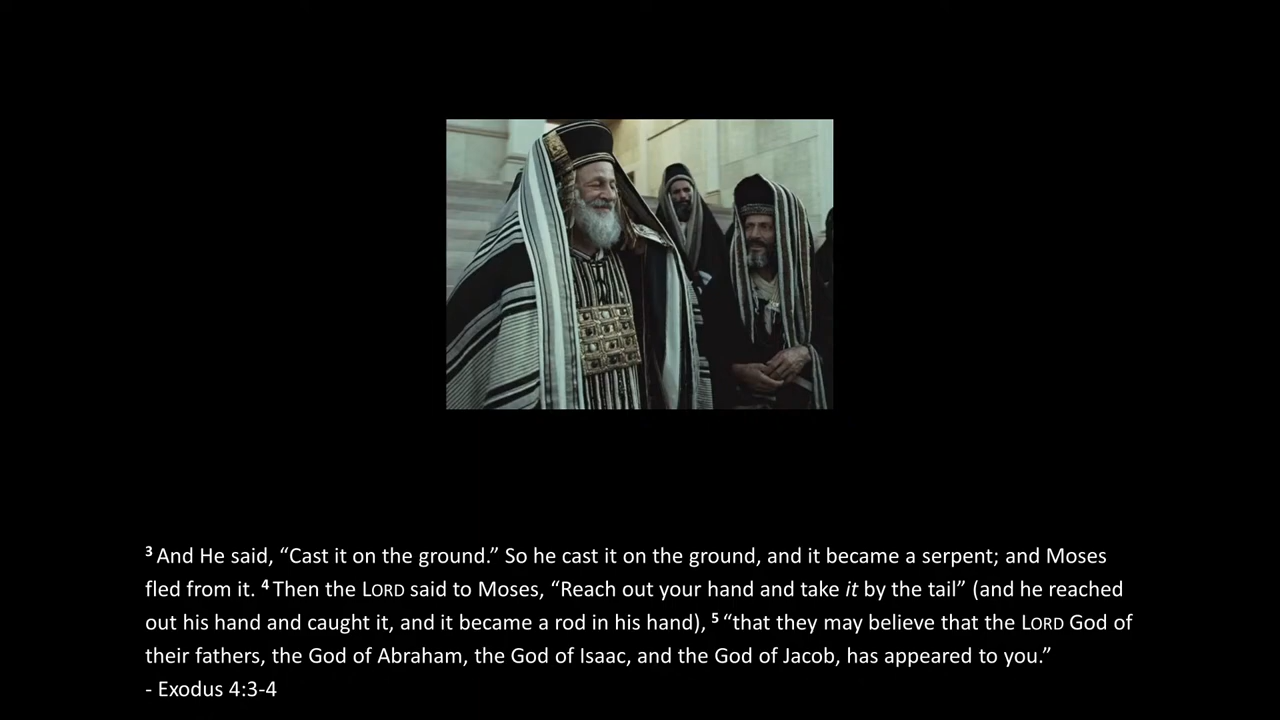 3 And He said, “Cast it on the ground.” So he cast it on the ground, and it became a serpent; and Moses
fled from it. 4 Then the LORD said to Moses, “Reach out your hand and take it by the tail” (and he reached
out his hand and caught it, and it became a rod in his hand), 5 “that they may believe that the LORD God of
their fathers, the God of Abraham, the God of Isaac, and the God of Jacob, has appeared to you.”
- Exodus 4:3-4